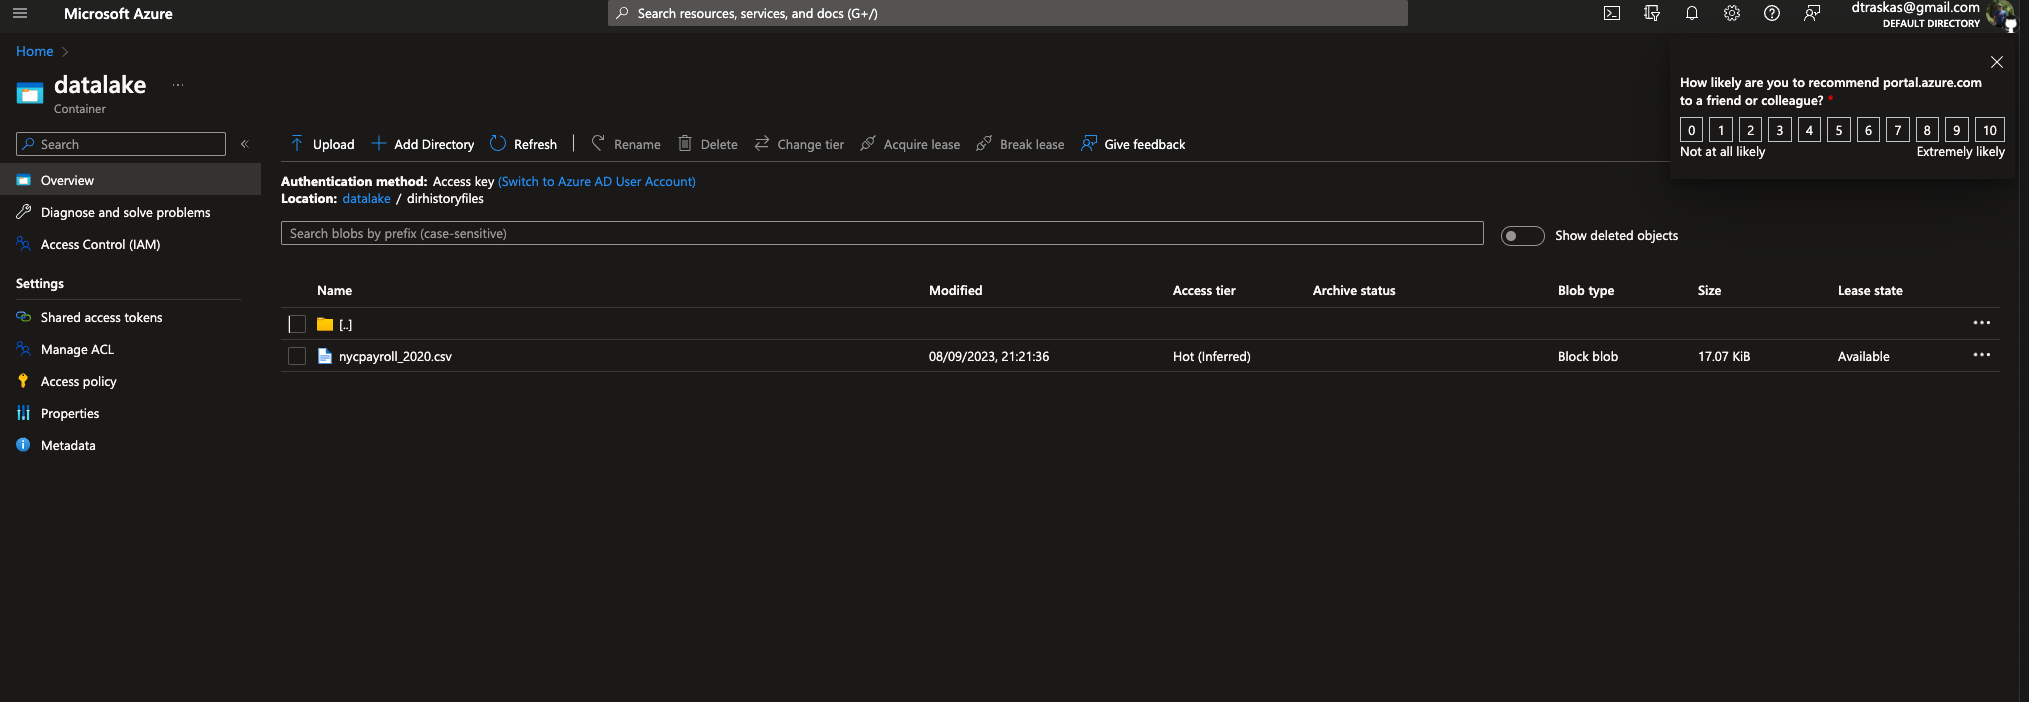 Microsoft Azure
Search resources, services, and docs (G+/)
dtraskas@gmail.com
DEFAULT DIRECTORY
Home >
datalake ...
Container
How likely are you to recommend portal.azure.com
to a friend or colleague? *
0 1 2 3 4 5 6 7 8 9 10
Not at all likely Extremely likely
Search «
Upload Add Directory Refresh | Rename Delete Change tier Acquire lease Break lease Give feedback
Overview
Diagnose and solve problems
Access Control (IAM)
Settings
Shared access tokens
Manage ACL
Access policy
Properties
Metadata
Authentication method: Access key (Switch to Azure AD User Account)
Location: datalake / dirhistoryfiles
Search blobs by prefix (case-sensitive)
Show deleted objects
Name Modified Access tier Archive status Blob type Size Lease state
[..] ...
nycpayroll_2020.csv 08/09/2023, 21:21:36 Hot (Inferred) Block blob 17.07 KiB Available ...